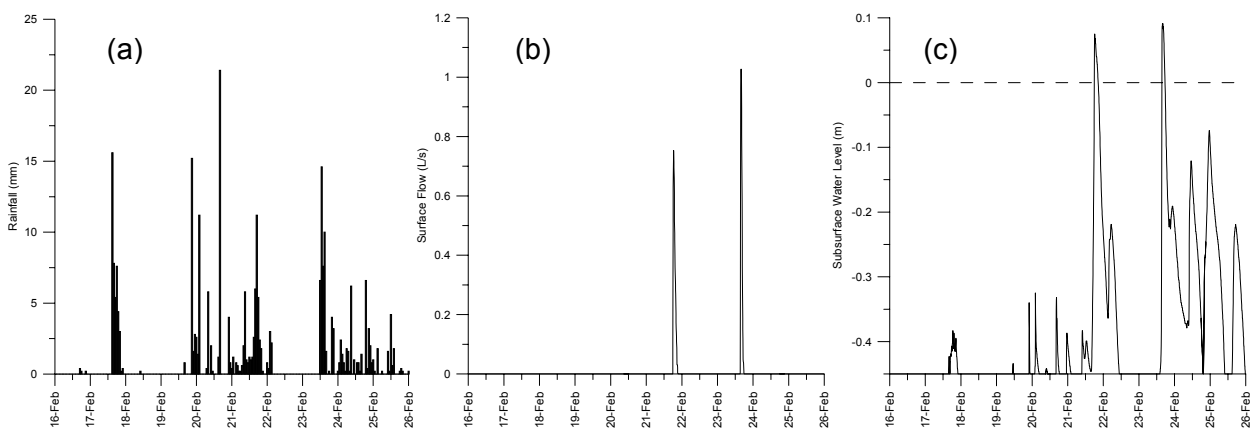 (a)
Rainfall (mm)
25
20
15
10
5
0
16-Feb
17-Feb
18-Feb
19-Feb
20-Feb
21-Feb
22-Feb
23-Feb
24-Feb
25-Feb
26-Feb
(b)
Surface Flow (L/s)
1.2
1
0.8
0.6
0.4
0.2
0
16-Feb
17-Feb
18-Feb
19-Feb
20-Feb
21-Feb
22-Feb
23-Feb
24-Feb
25-Feb
26-Feb
(c)
Subsurface Water Level (m)
0.1
0
-0.1
-0.2
-0.3
-0.4
16-Feb
17-Feb
18-Feb
19-Feb
20-Feb
21-Feb
22-Feb
23-Feb
24-Feb
25-Feb
26-Feb